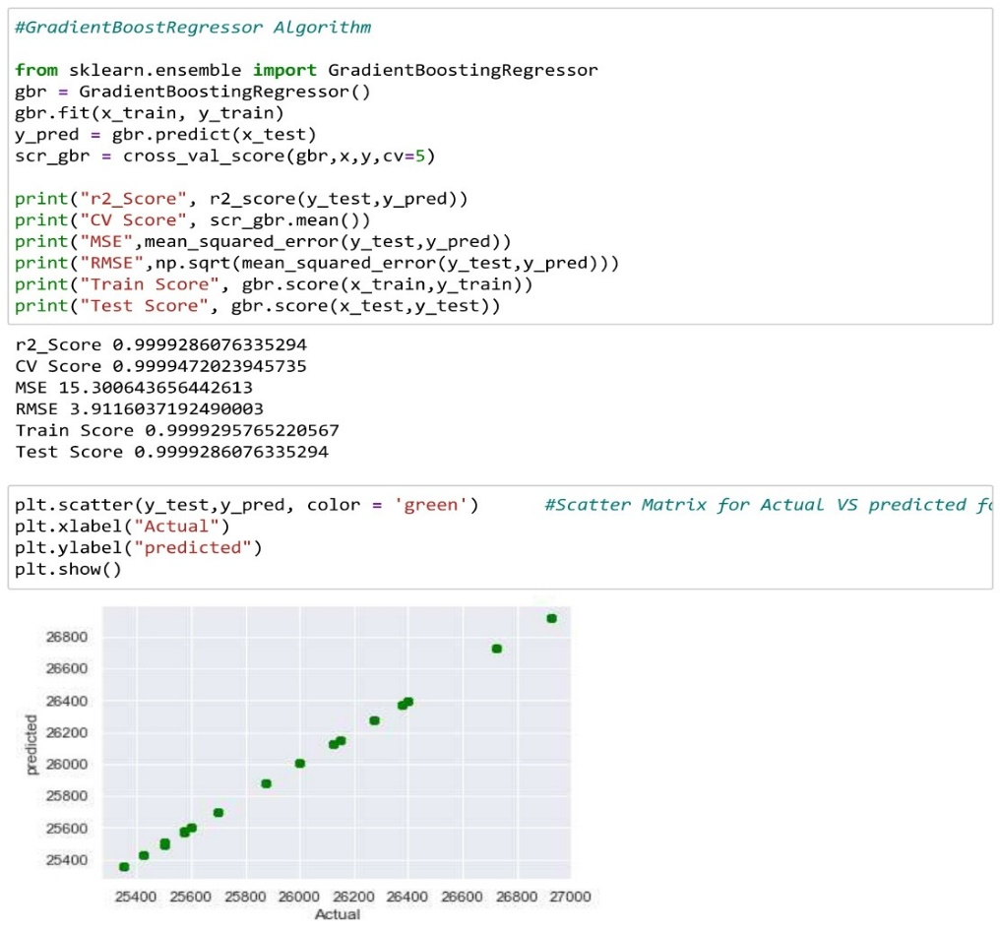 #GradientBoostRegressor Algorithm
from sklearn.ensemble import GradientBoostingRegressor
gbr = GradientBoostingRegressor()
gbr.fit(x_train, y_train)
y_pred = gbr.predict(x_test)
scr_gbr = cross_val_score(gbr,x,y,cv=5)
print("r2_Score", r2_score(y_test,y_pred))
print("CV Score", scr_gbr.mean())
print("MSE",mean_squared_error(y_test,y_pred))
print("RMSE",np.sqrt(mean_squared_error(y_test,y_pred)))
print("Train Score", gbr.score(x_train,y_train))
print("Test Score", gbr.score(x_test,y_test))
r2_Score 0.9999286076335294
CV Score 0.9999472023945735
MSE 15.300643656442613
RMSE 3.9116037192490003
Train Score 0.9999295765220567
Test Score 0.9999286076335294
plt.scatter(y_test,y_pred, color = 'green') #Scatter Matrix for Actual VS predicted
plt.xlabel("Actual")
plt.ylabel("predicted")
plt.show()
26800
26600
26400
26200
26000
25800
25600
25400
predicted
25400 25600 25800 26000 26200 26400 26600 26800 27000
Actual